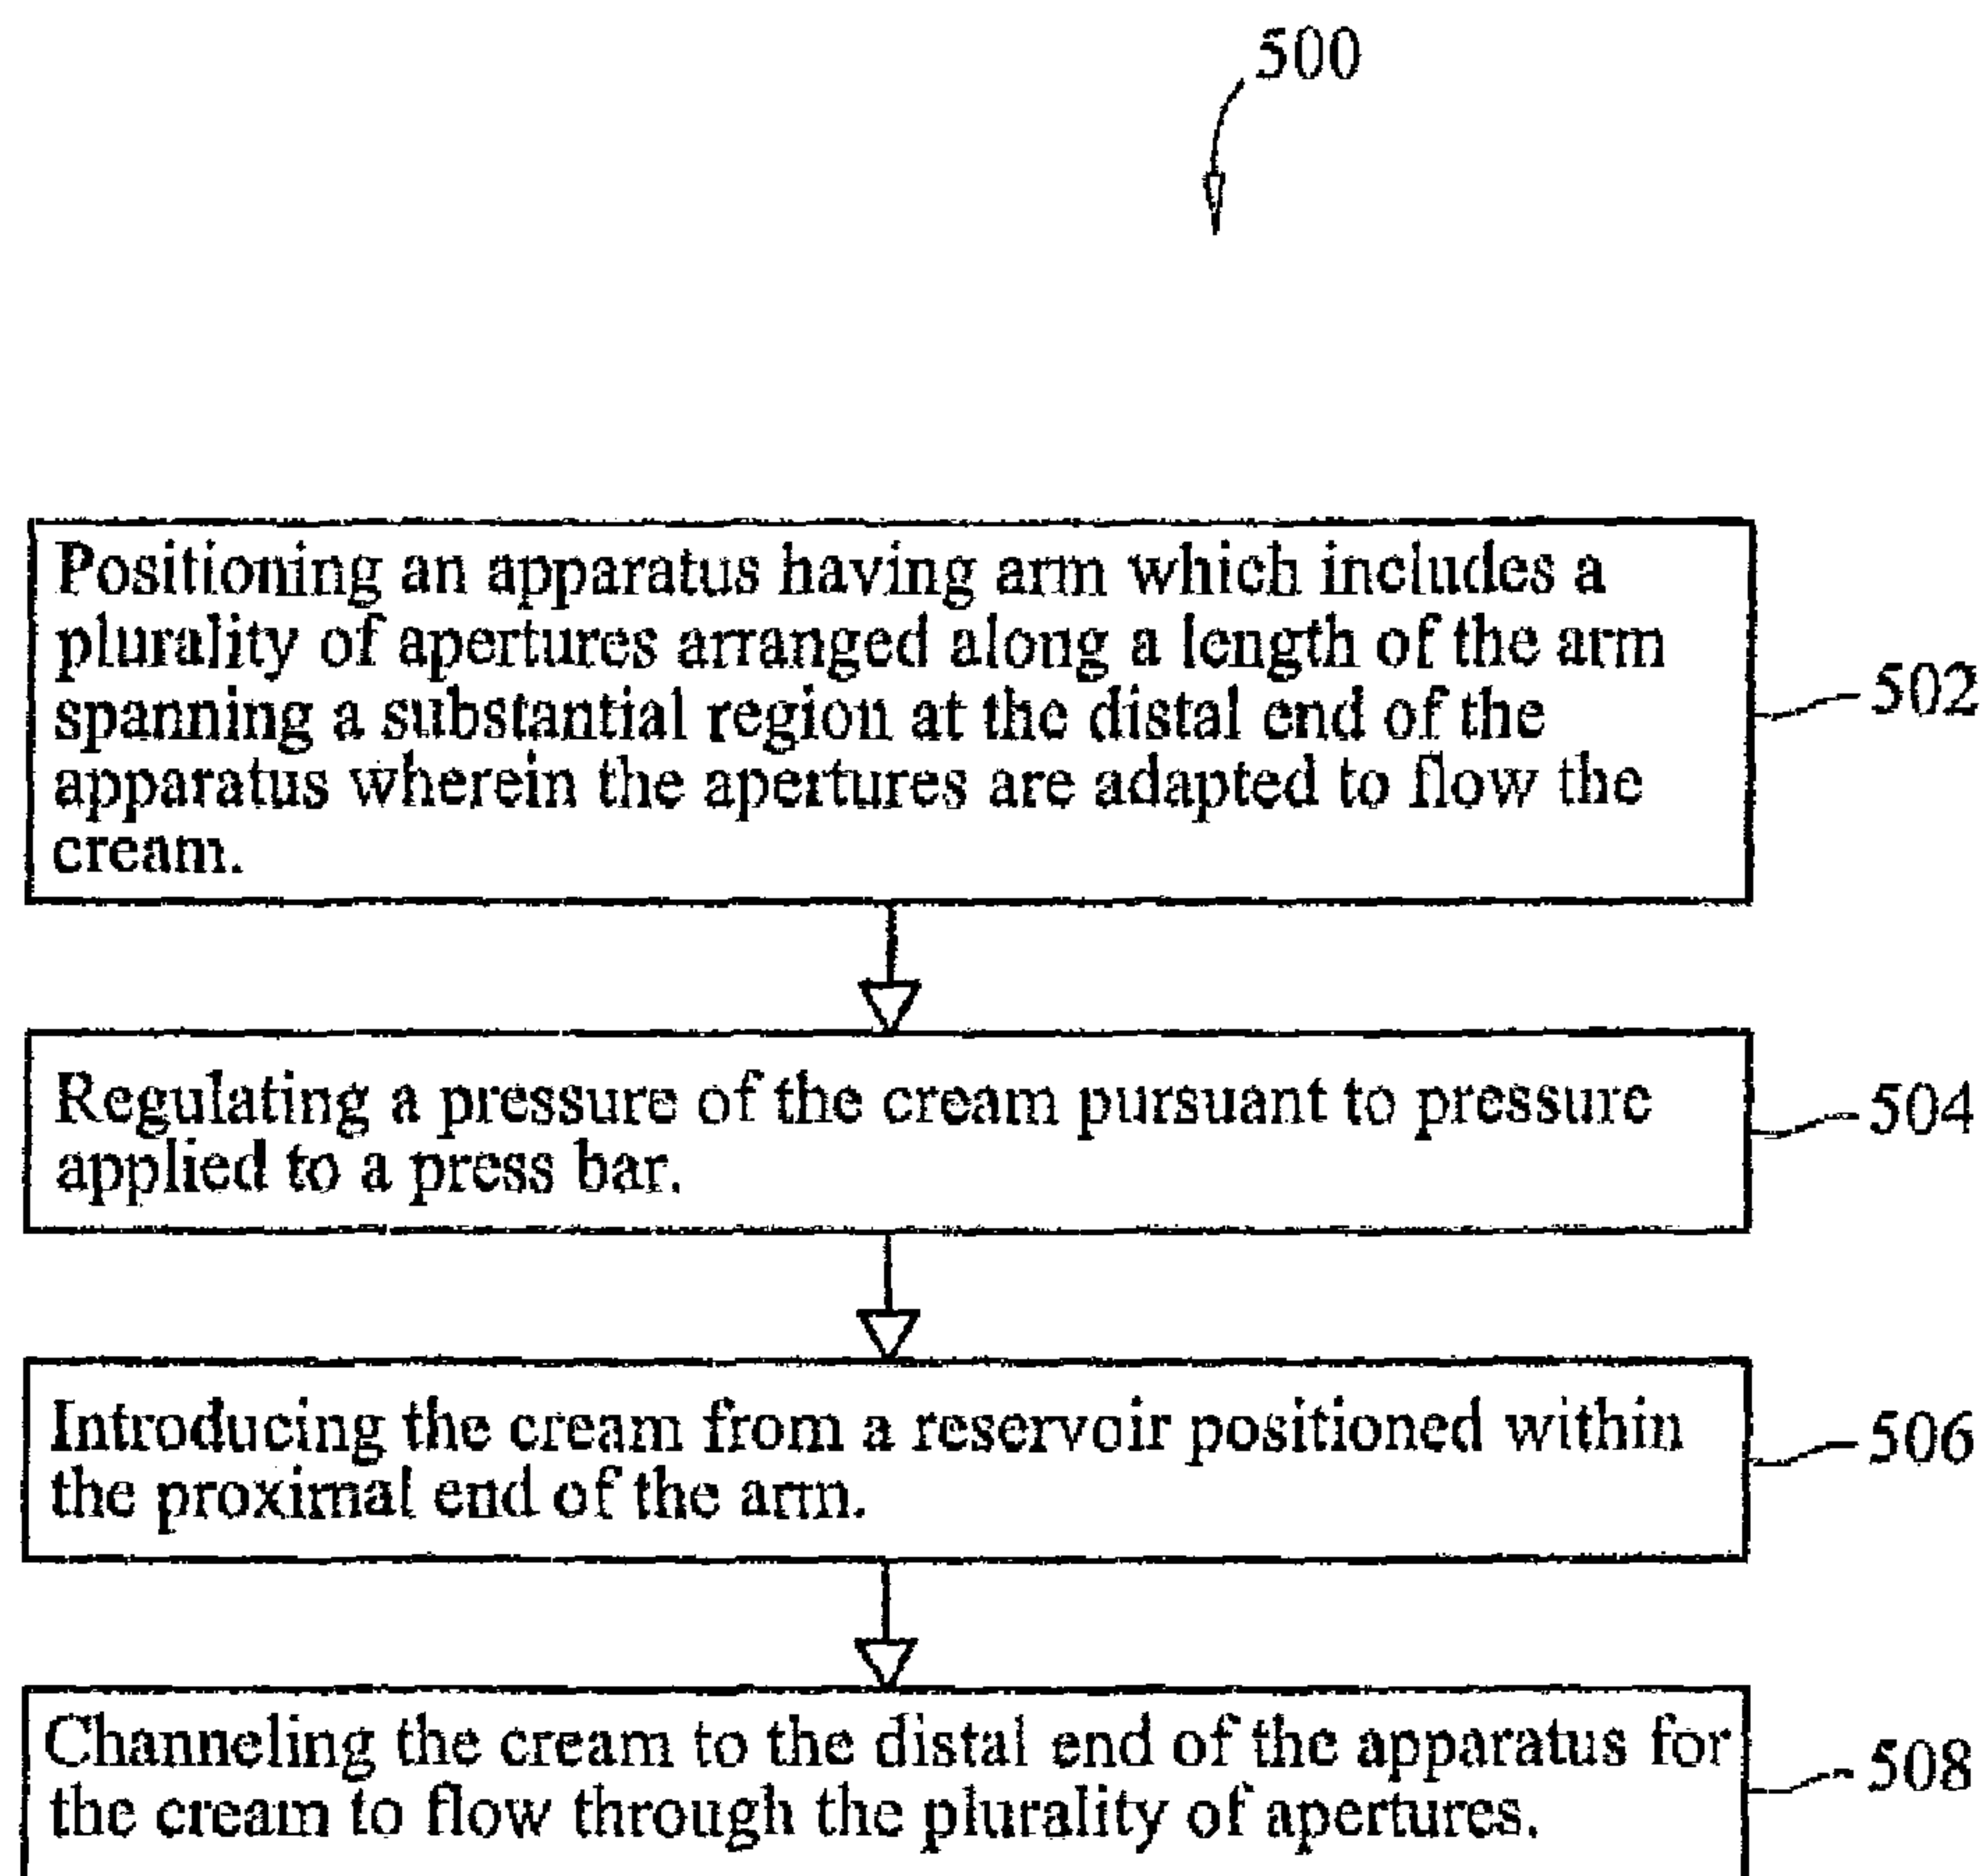 500
Positioning an apparatus having arm which includes a
plurality of apertures arranged along a length of the arm
spanning a substantial region at the distal end of the
apparatus wherein the apertures are adapted to flow the
cream.
502
Regulating a pressure of the cream pursuant to pressure
applied to a press bar.
504
Introducing the cream from a reservoir positioned within
the proximal end of the arm.
506
Channeling the cream to the distal end of the apparatus for
the cream to flow through the plurality of apertures.
508